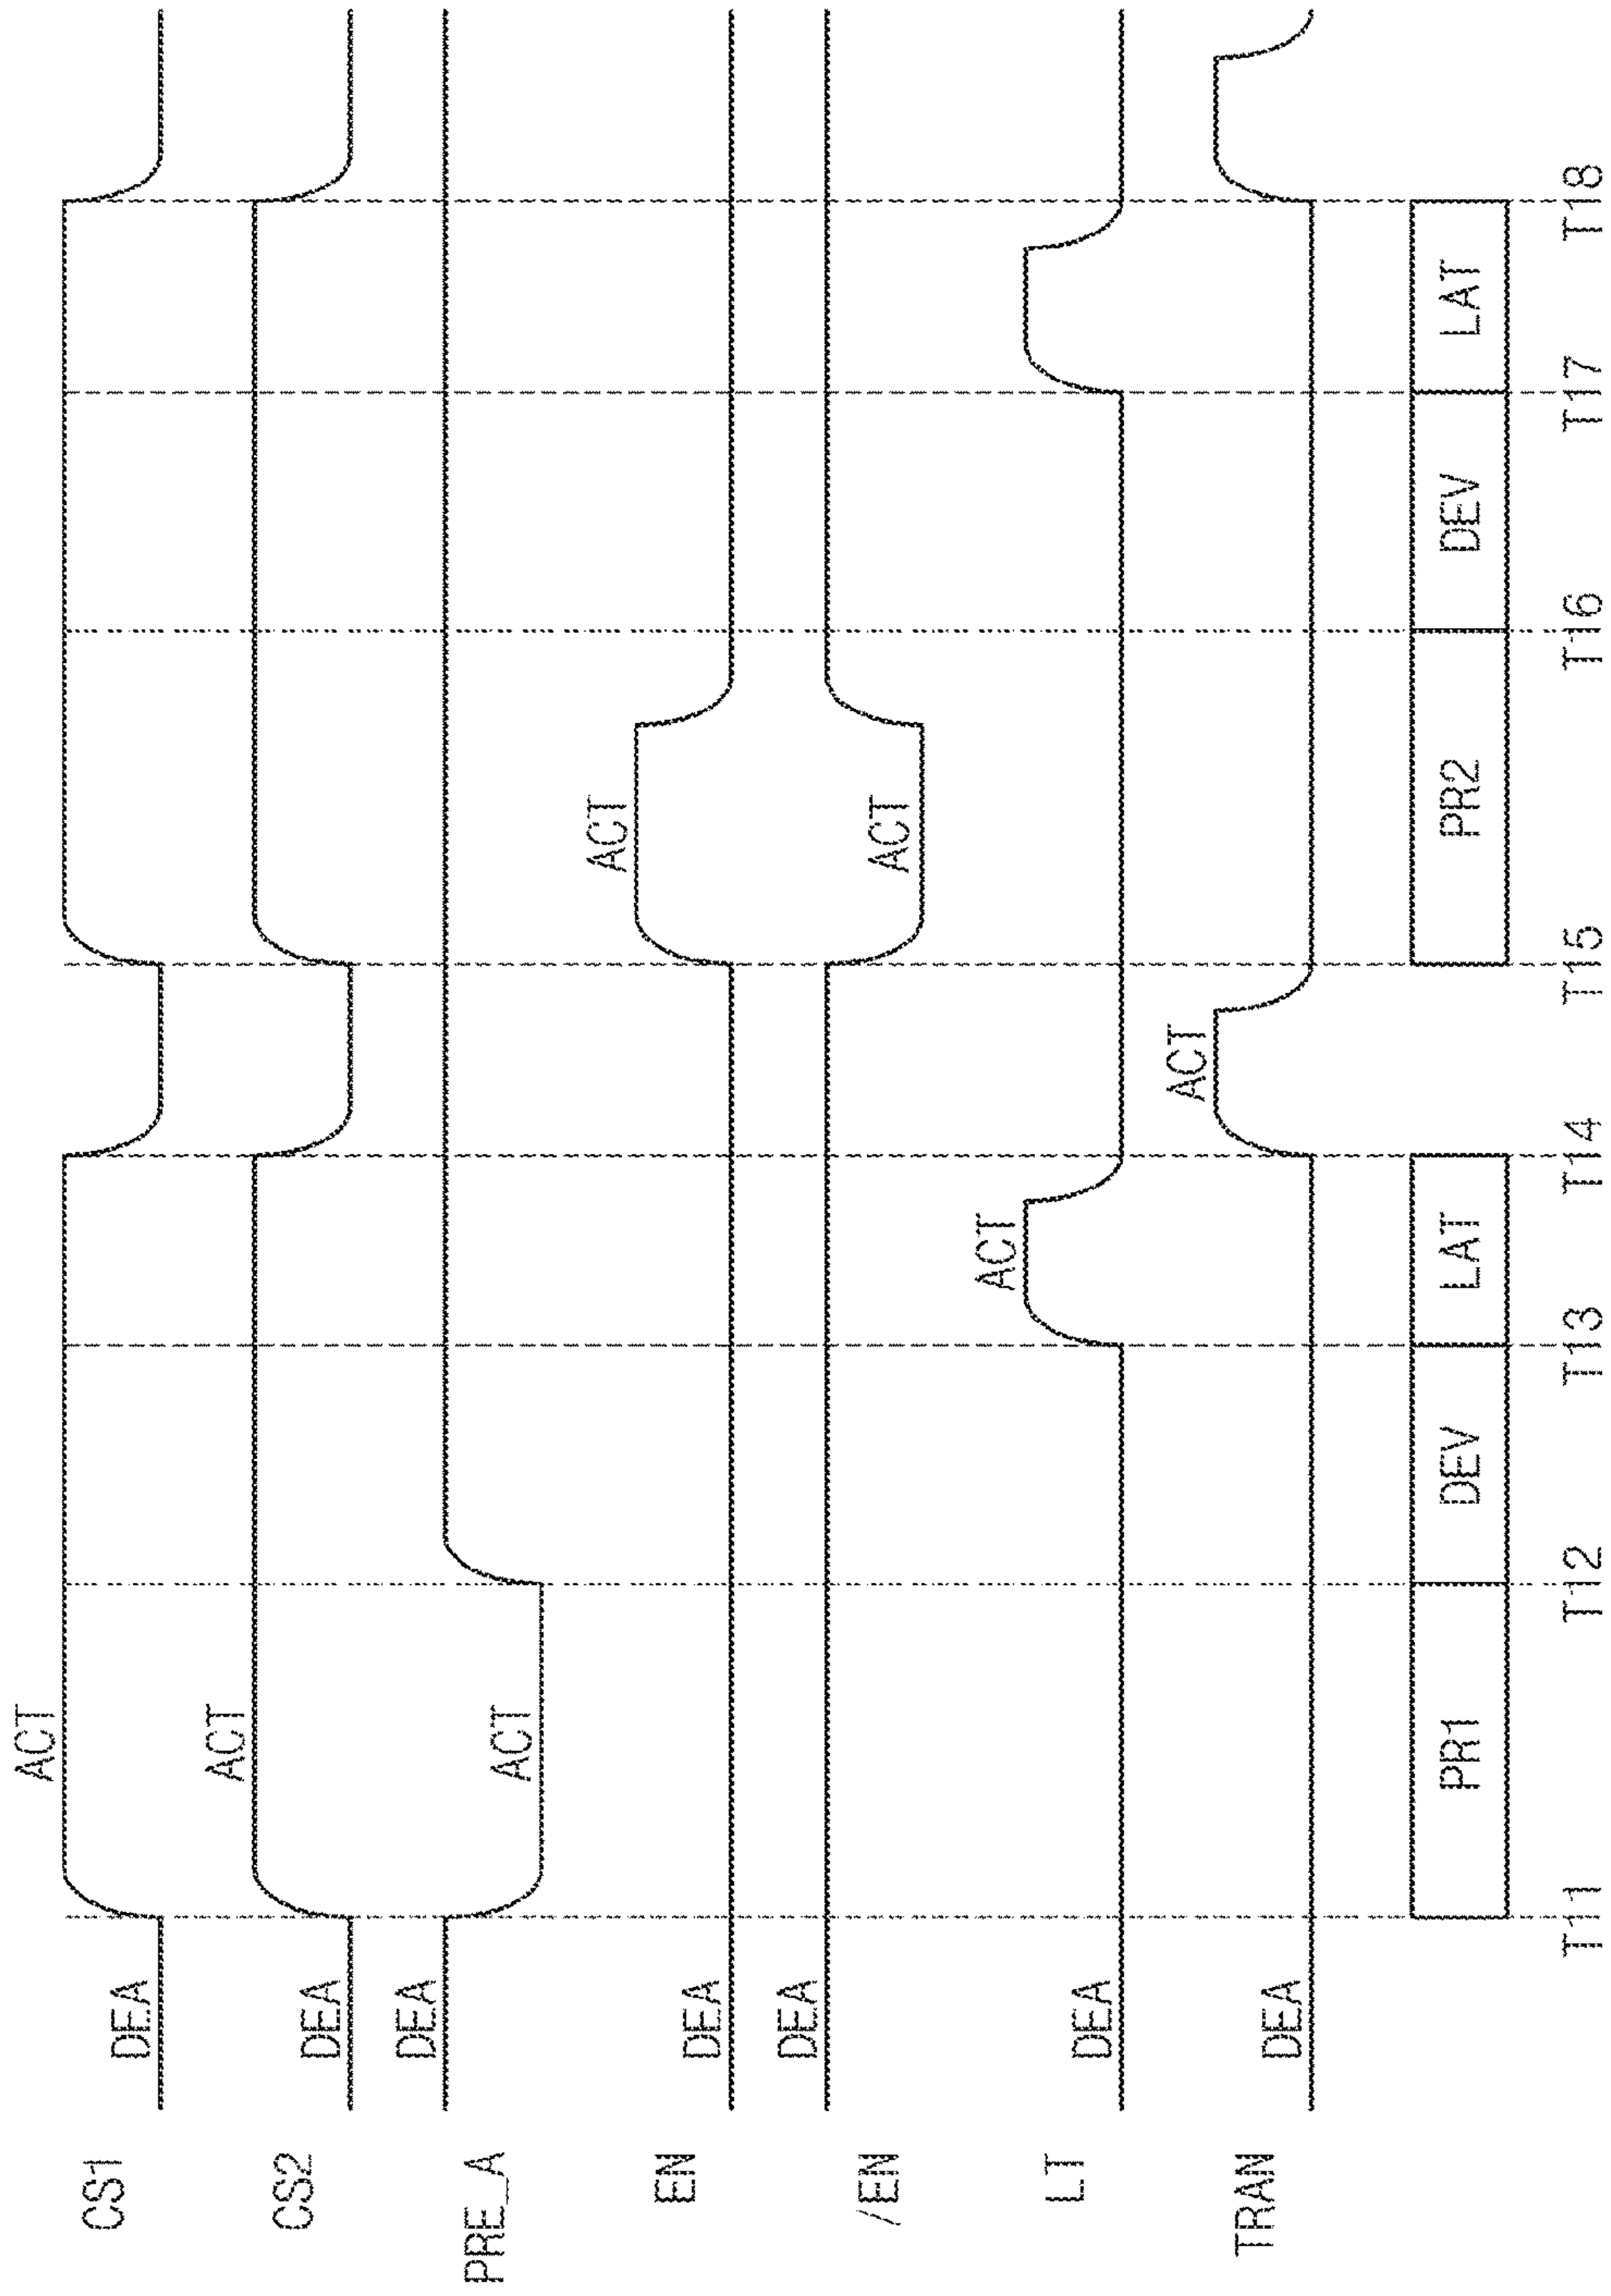 CS1 DEA ACT
CS2 DEA ACT
PRE_A DEA ACT
EN DEA ACT
/EN DEA ACT
LT DEA ACT
TRAN DEA ACT
PR1 DEV LAT PR2 DEV LAT
T11 T12 T13 T14 T15 T16 T17 T18